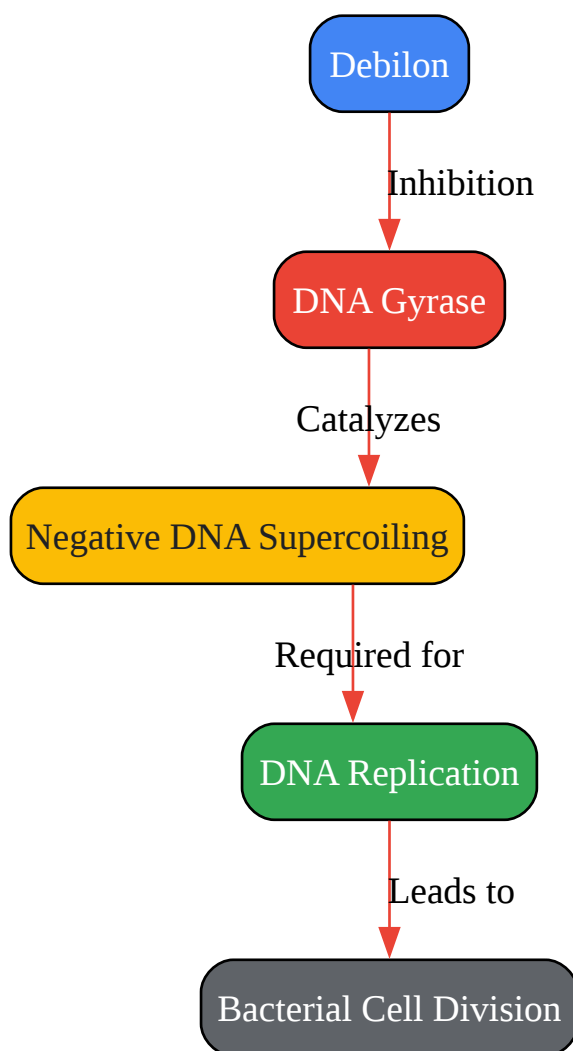 Debilon
Inhibition
DNA Gyrase
Catalyzes
Negative DNA Supercoiling
Required for
DNA Replication
Leads to
Bacterial Cell Division